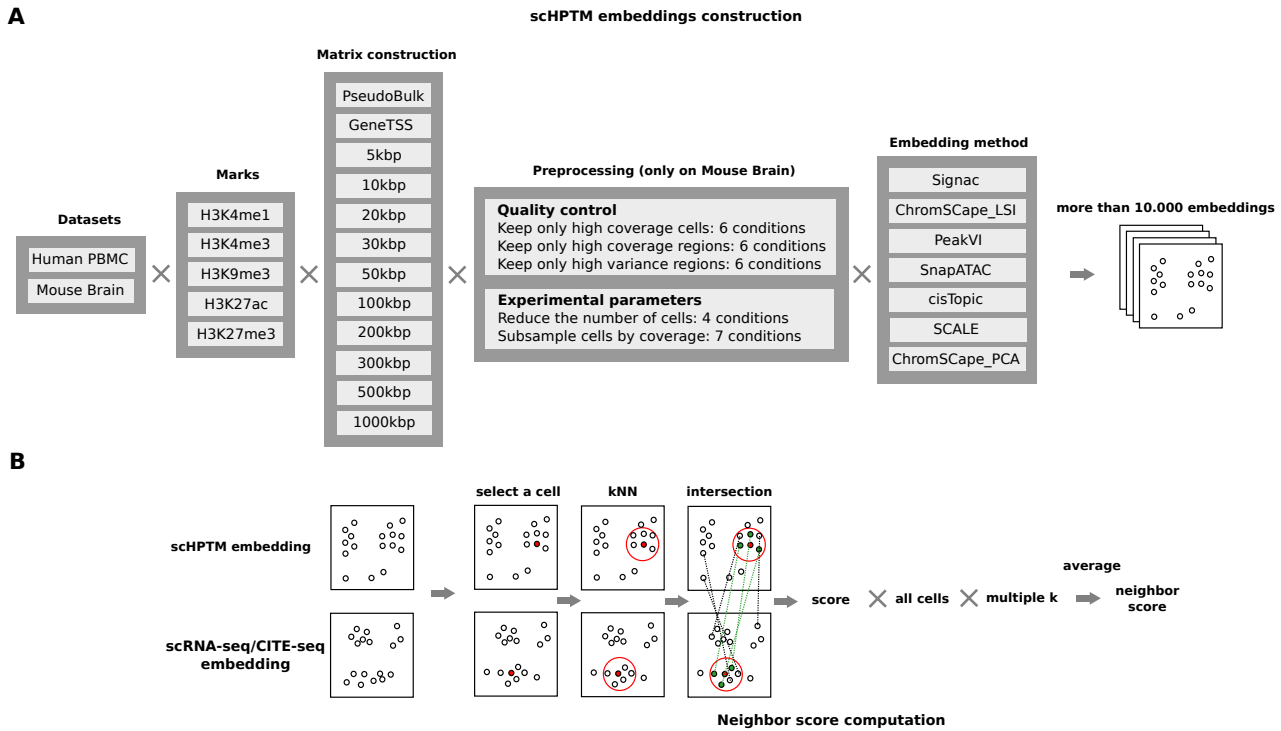 A
scHPTM embeddings construction
Datasets
Human PBMC
Mouse Brain
Marks
H3K4me1
H3K4me3
H3K9me3
H3K27ac
H3K27me3
Matrix construction
PseudoBulk
GeneTSS
5kbp
10kbp
20kbp
30kbp
50kbp
100kbp
200kbp
300kbp
500kbp
1000kbp
Preprocessing (only on Mouse Brain)
Quality control
Keep only high coverage cells: 6 conditions
Keep only high coverage regions: 6 conditions
Keep only high variance regions: 6 conditions
Experimental parameters
Reduce the number of cells: 4 conditions
Subsample cells by coverage: 7 conditions
Embedding method
Signac
ChromSCape_LSI
PeakVI
SnapATAC
cisTopic
SCALE
ChromSCape_PCA
more than 10.000 embeddings
B
select a cell
kNN
intersection
scHPTM embedding
scRNA-seq/CITE-seq
embedding
score
all cells
multiple k
average
neighbor
score
Neighbor score computation